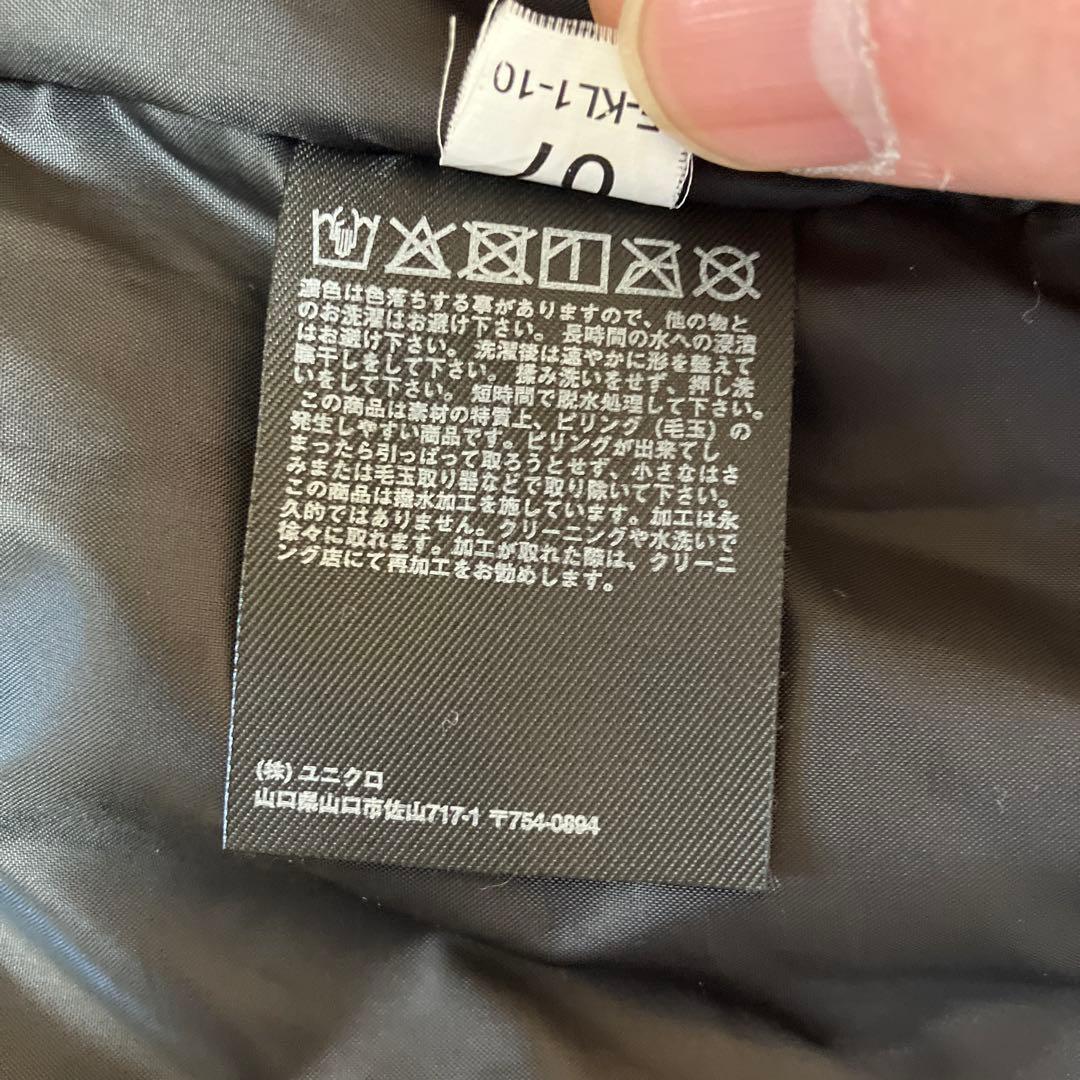 -KL1-10
07
濃色は色落ちする事がありますので、他の物と
のお洗濯はお避け下さい。 長時間の水への浸漬
はお避け下さい。 洗濯後は速やかに形を整えて
陰干しをして下さい。 揉み洗いをせず、押し洗
いをして下さい。 短時間で脱水処理して下さい。
この商品は素材の特質上、ピリング（毛玉）の
発生しやすい商品です。ピリングが出来てし
まったら引っぱって取ろうとせず、小さなはさ
みまたは毛玉取り器などで取り除いて下さい。
この商品は撥水加工を施しています。加工は永
久的ではありません。クリーニングや水洗いで
徐々に取れます。加工が取れた際は、クリーニ
ング店にて再加工をお勧めします。
(株) ユニクロ
山口県山口市佐山717-1 〒754-0894